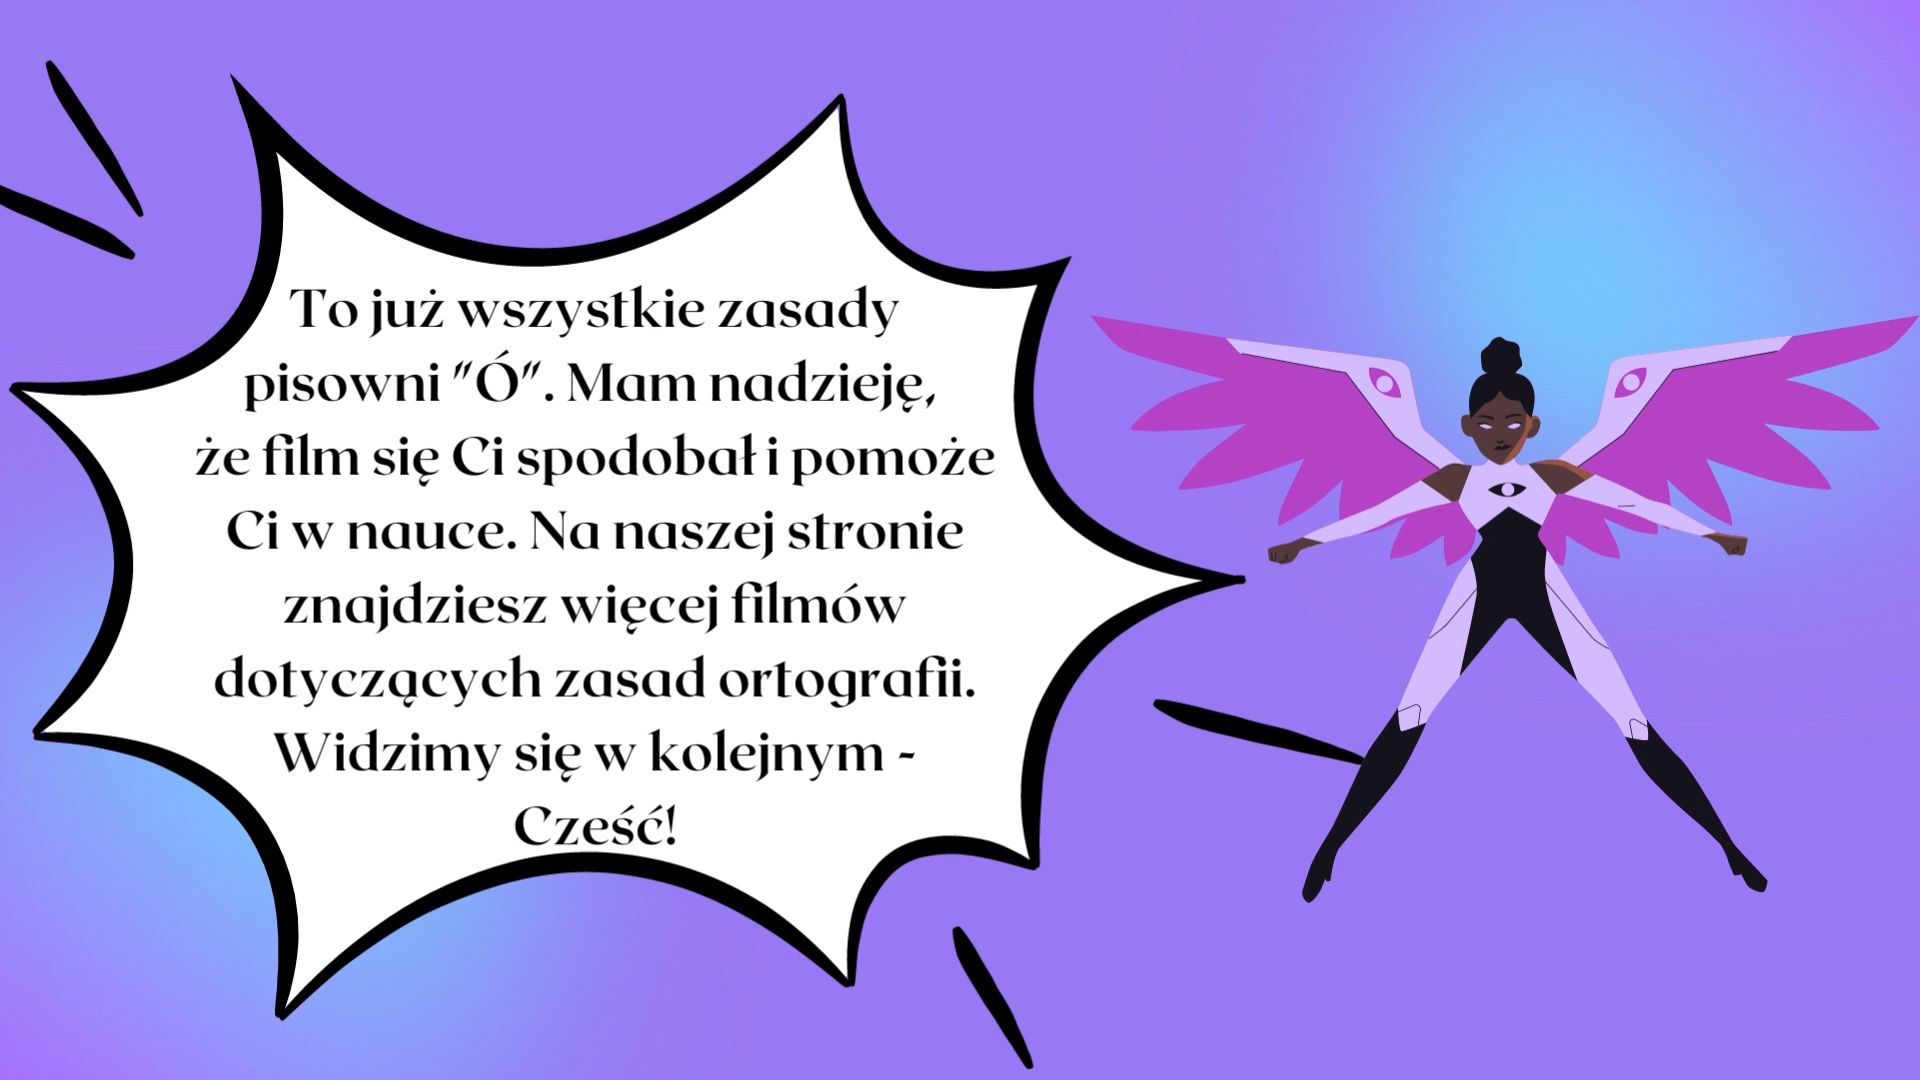 To już wszystkie zasady
pisowni "Ó". Mam nadzieję,
że film się Ci spodobał i pomoże
Ci w nauce. Na naszej stronie
znajdziesz więcej filmów
dotyczących zasad ortografii.
Widzimy się w kolejnym -
Cześć!